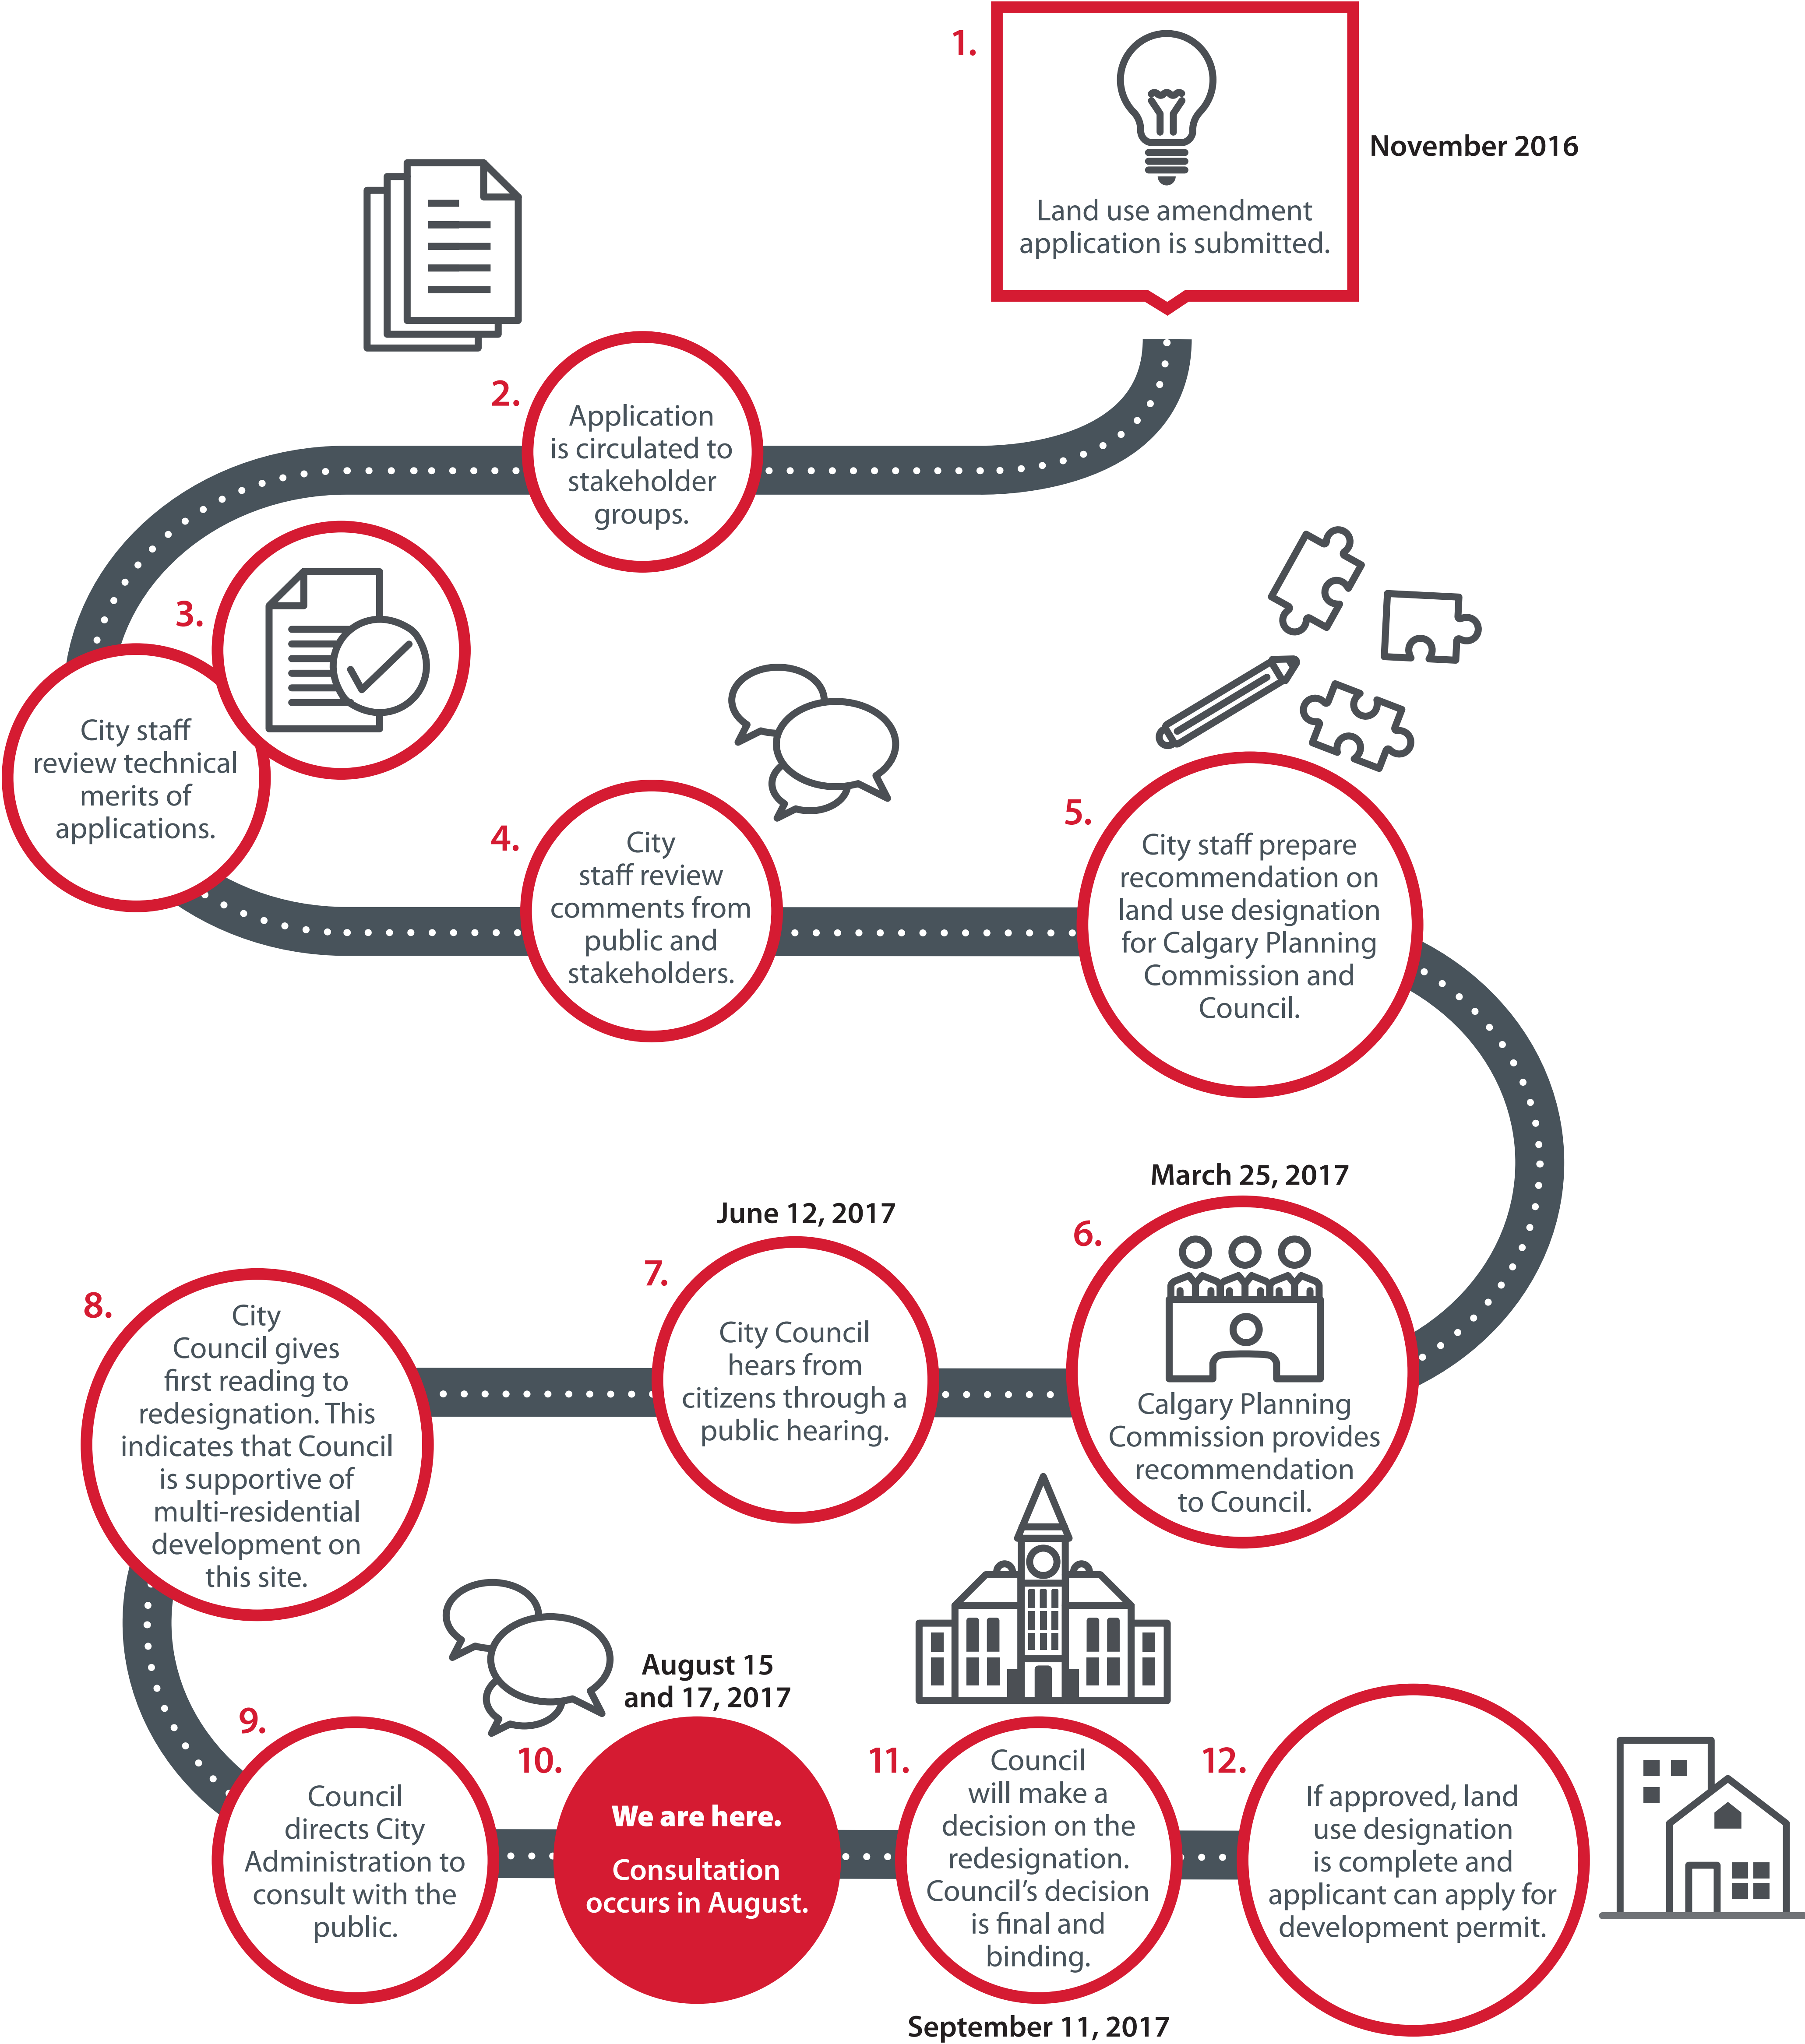 1.
November 2016
Land use amendment
application is submitted.
2.
Application
is circulated to
stakeholder
groups.
3.
City staff
review technical
merits of
applications.
4.
City
staff review
comments from
public and
stakeholders.
5.
City staff prepare
recommendation on
land use designation
for Calgary Planning
Commission and
Council.
March 25, 2017
6.
Calgary Planning
Commission provides
recommendation
to Council.
June 12, 2017
7.
City Council
hears from
citizens through a
public hearing.
8.
City
Council gives
first reading to
redesignation. This
indicates that Council
is supportive of
multi-residential
development on
this site.
9.
Council
directs City
Administration to
consult with the
public.
August 15
and 17, 2017
10.
We are here.
Consultation
occurs in August.
11.
Council
will make a
decision on the
redesignation.
Council’s decision
is final and
binding.
September 11, 2017
12.
If approved, land
use designation
is complete and
applicant can apply for
development permit.